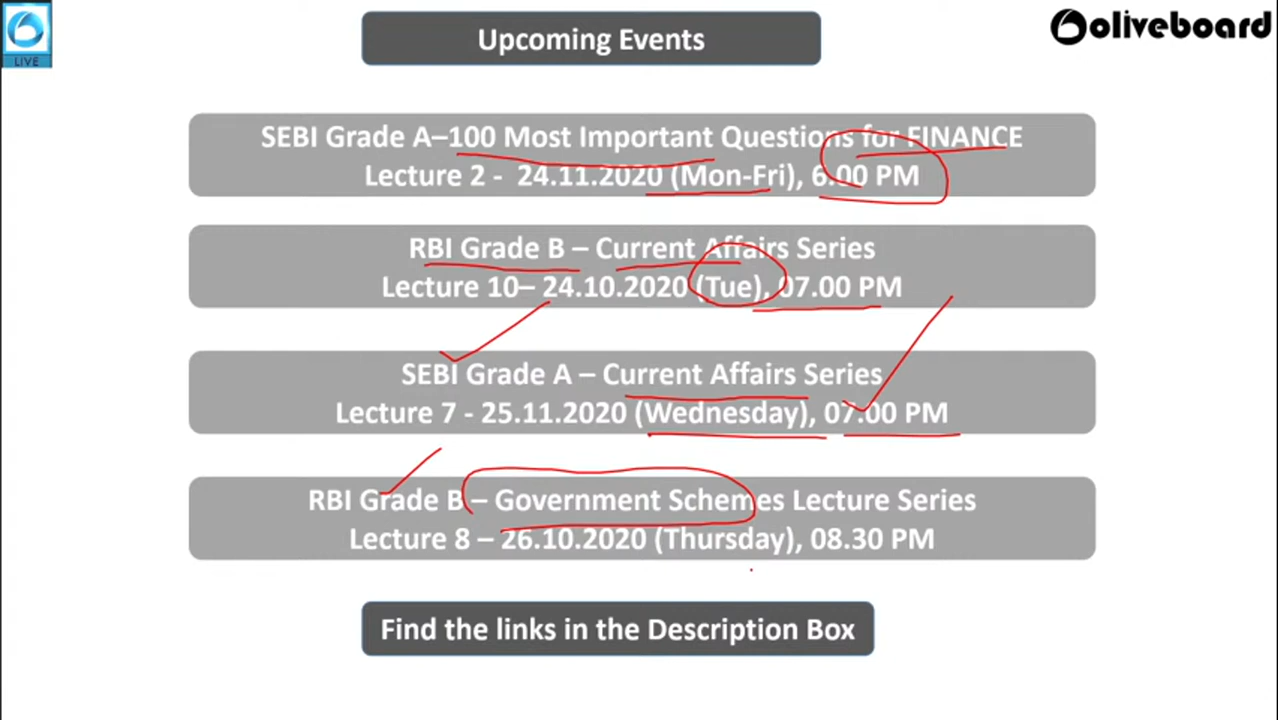 LIVE
Upcoming Events
oliveboard
SEBI Grade A–100 Most Important Questions for FINANCE
Lecture 2 - 24.11.2020 (Mon-Fri), 6.00 PM
RBI Grade B – Current Affairs Series
Lecture 10– 24.10.2020 (Tue), 07.00 PM
SEBI Grade A – Current Affairs Series
Lecture 7 - 25.11.2020 (Wednesday), 07.00 PM
RBI Grade B – Government Schemes Lecture Series
Lecture 8 – 26.10.2020 (Thursday), 08.30 PM
Find the links in the Description Box